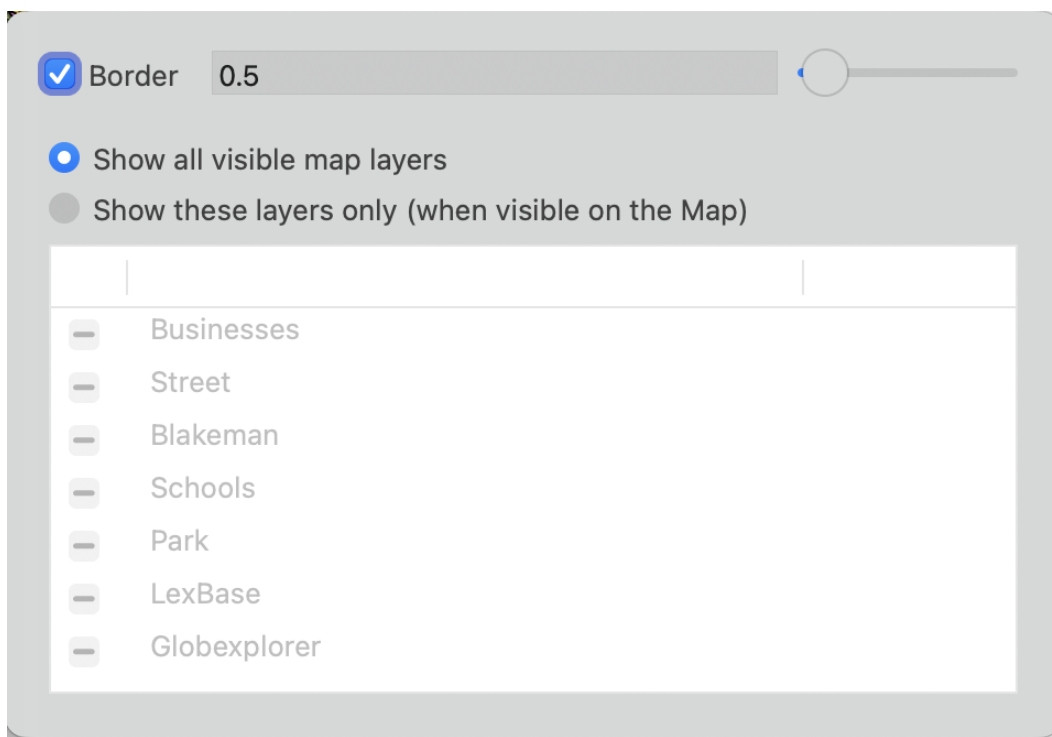 Border 0.5
Show all visible map layers
Show these layers only (when visible on the Map)
Businesses
Street
Blakeman
Schools
Park
LexBase
Globexplorer